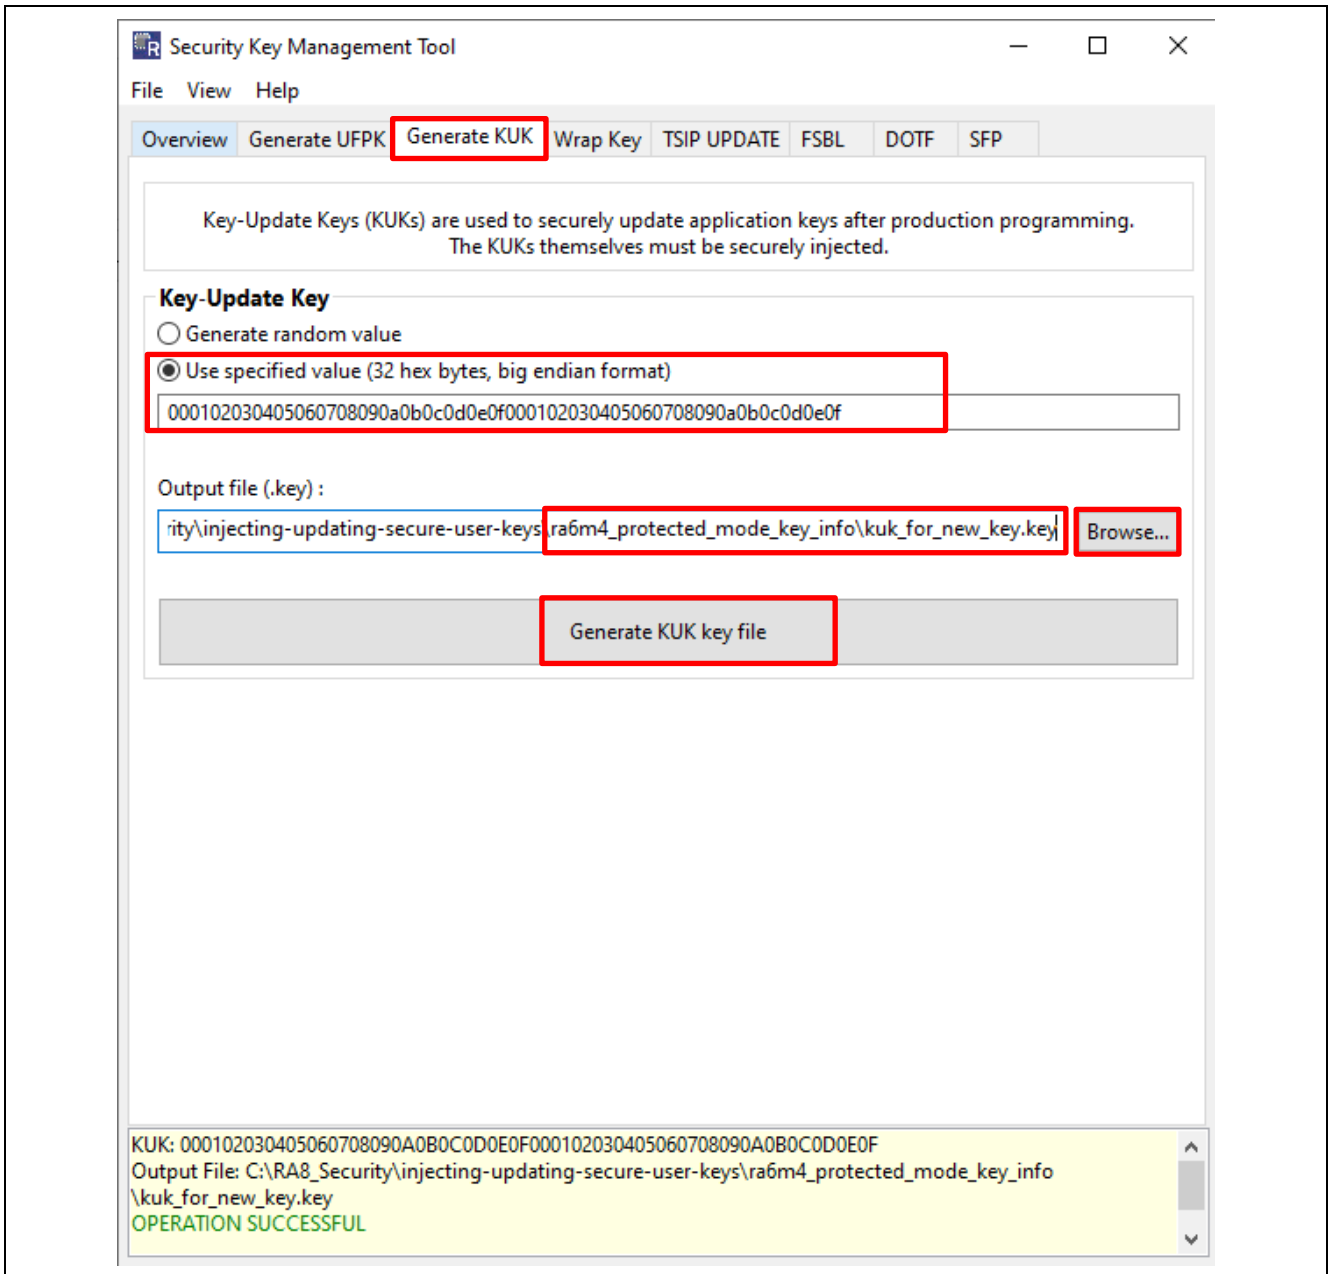 Security Key Management Tool
File View Help
Overview Generate UFPK Generate KUK Wrap Key TSIP UPDATE FSBL DOTF SFP
Key-Update Keys (KUKs) are used to securely update application keys after production programming.
The KUKs themselves must be securely injected.
Key-Update Key
Generate random value
Use specified value (32 hex bytes, big endian format)
000102030405060708090a0b0c0d0e0f000102030405060708090a0b0c0d0e0f
Output file (.key) :
rity\injecting-updating-secure-user-keys\ra6m4_protected_mode_key_info\kuk_for_new_key.key Browse...
Generate KUK key file
KUK: 000102030405060708090A0B0C0D0E0F000102030405060708090A0B0C0D0E0F
Output File: C:\RA8_Security\injecting-updating-secure-user-keys\ra6m4_protected_mode_key_info
\kuk_for_new_key.key
OPERATION SUCCESSFUL